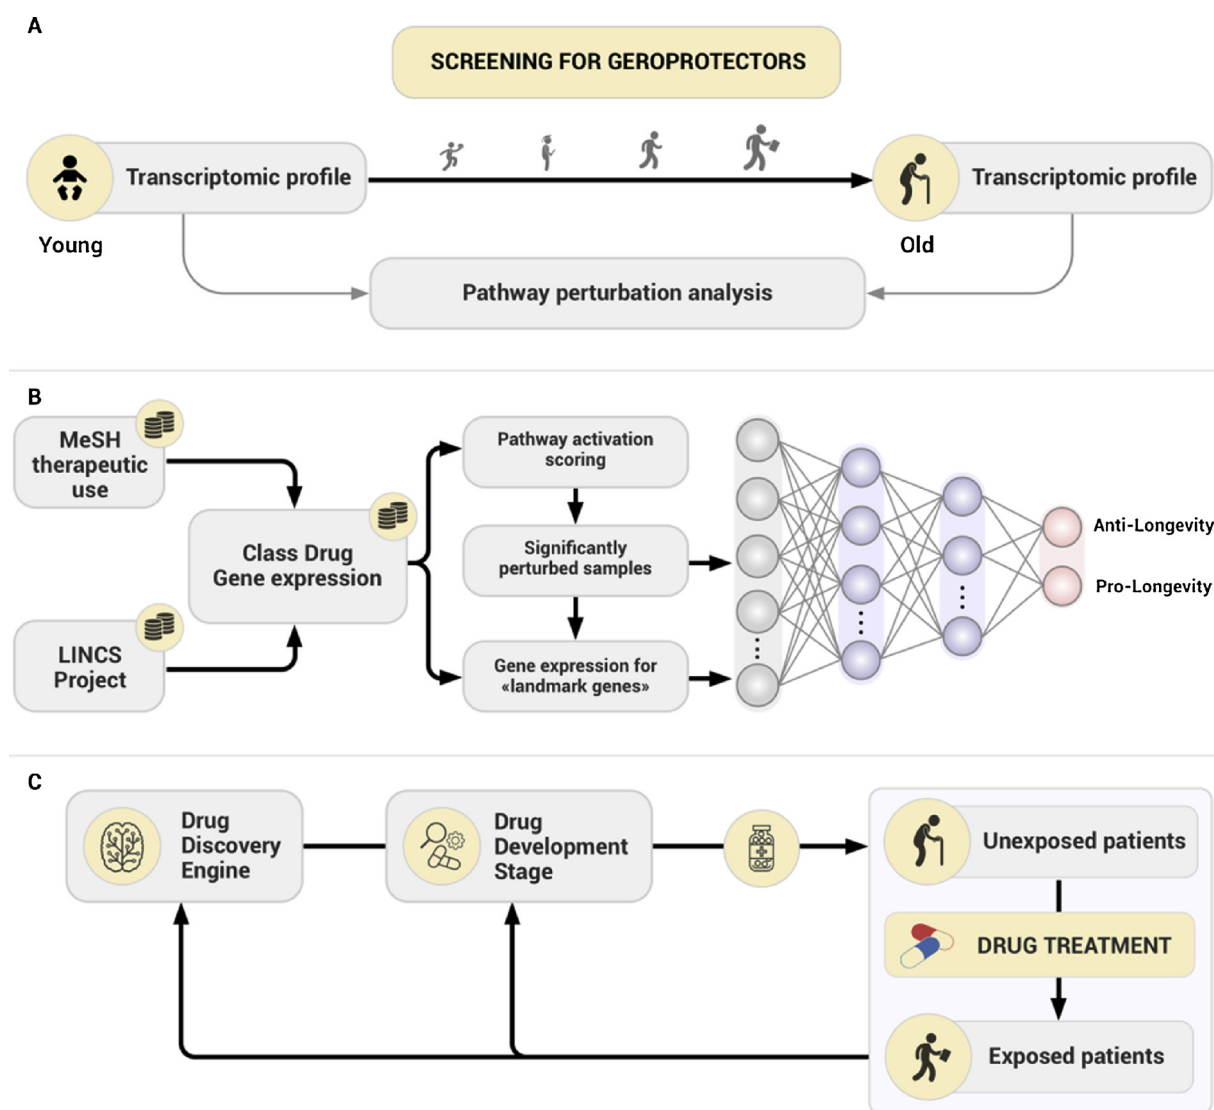 A
SCREENING FOR GEROPROTECTORS
Transcriptomic profile
Transcriptomic profile
Young
Old
Pathway perturbation analysis
B
MeSH
therapeutic
use
Class Drug
Gene expression
LINCS
Project
Pathway activation
scoring
Significantly
perturbed samples
Gene expression for
«landmark genes»
Anti-Longevity
Pro-Longevity
C
Drug
Discovery
Engine
Drug
Development
Stage
Unexposed patients
DRUG TREATMENT
Exposed patients